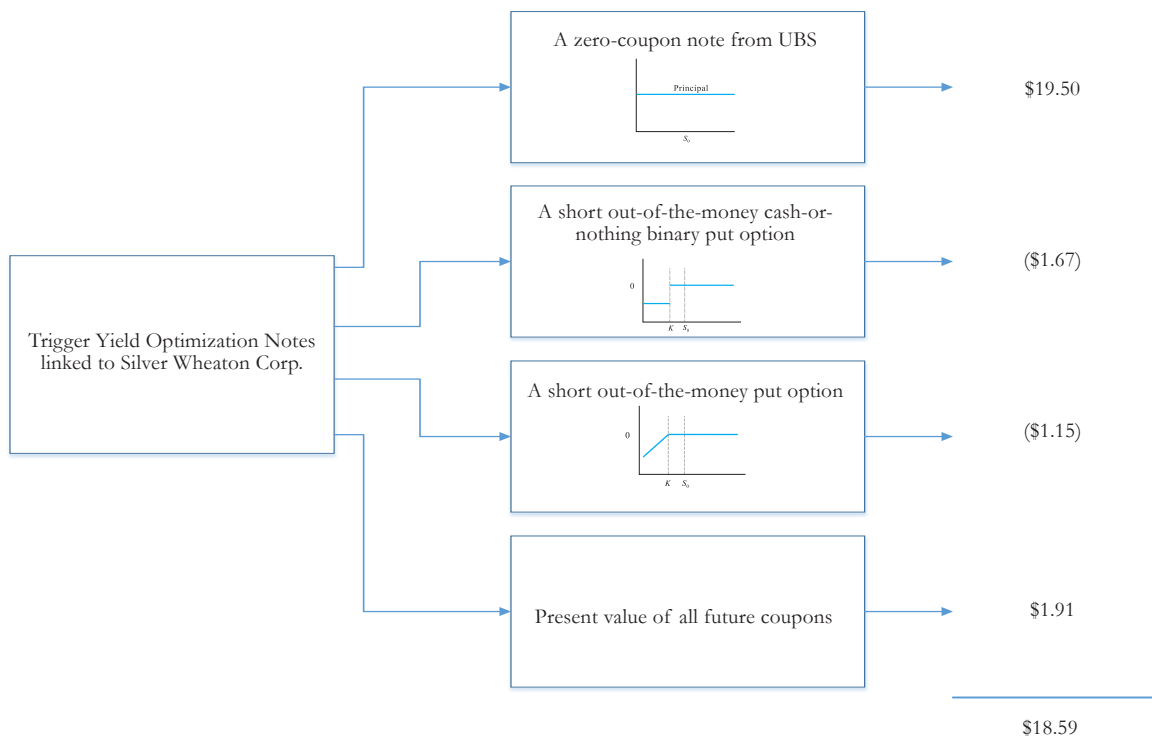 A zero-coupon note from UBS
Principal
S0
$19.50
A short out-of-the-money cash-or-
nothing binary put option
0
K S0
($1.67)
Trigger Yield Optimization Notes
linked to Silver Wheaton Corp.
A short out-of-the-money put option
0
K S0
($1.15)
Present value of all future coupons
$1.91
$18.59